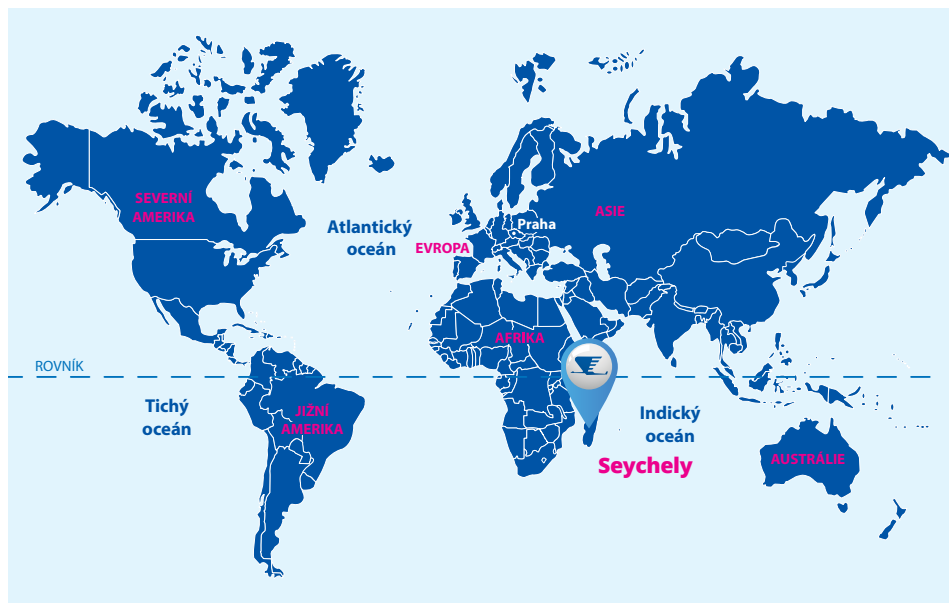 SEVERNÍ
AMERIKA
Atlantický
oceán
EVROPA
Praha
ASIE
AFRIKA
ROVNÍK
Tichý
oceán
JIŽNÍ
AMERIKA
Indický
oceán
Seychely
AUSTRÁLIE